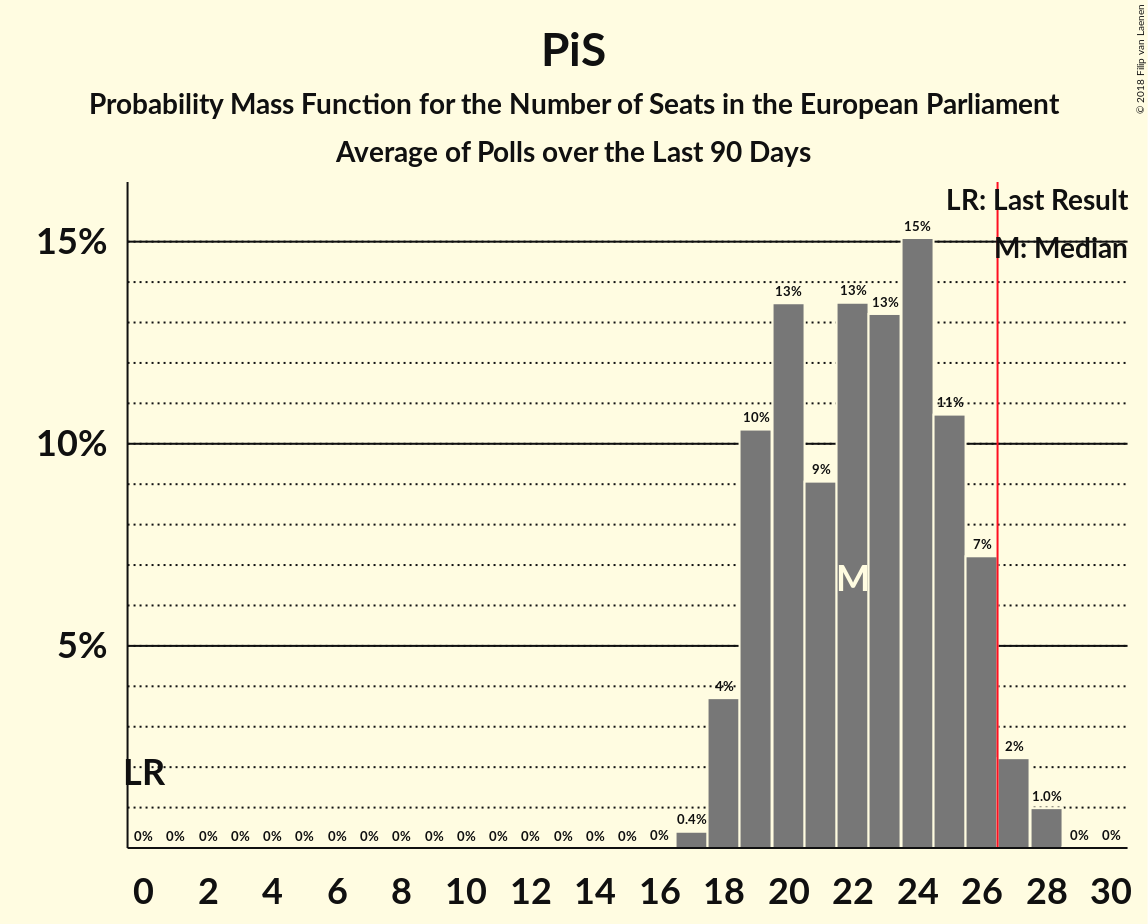 PiS
Probability Mass Function for the Number of Seats in the European Parliament
Average of Polls over the Last 90 Days
© 2018 Filip van Laenen
LR: Last Result
M: Median
15%
10%
5%
LR
M
0% 0% 0% 0% 0% 0% 0% 0% 0% 0% 0% 0% 0% 0% 0% 0% 0% 0.4% 4% 10% 13% 9% 13% 13% 15% 11% 7% 2% 1.0% 0% 0%
0 2 4 6 8 10 12 14 16 18 20 22 24 26 28 30